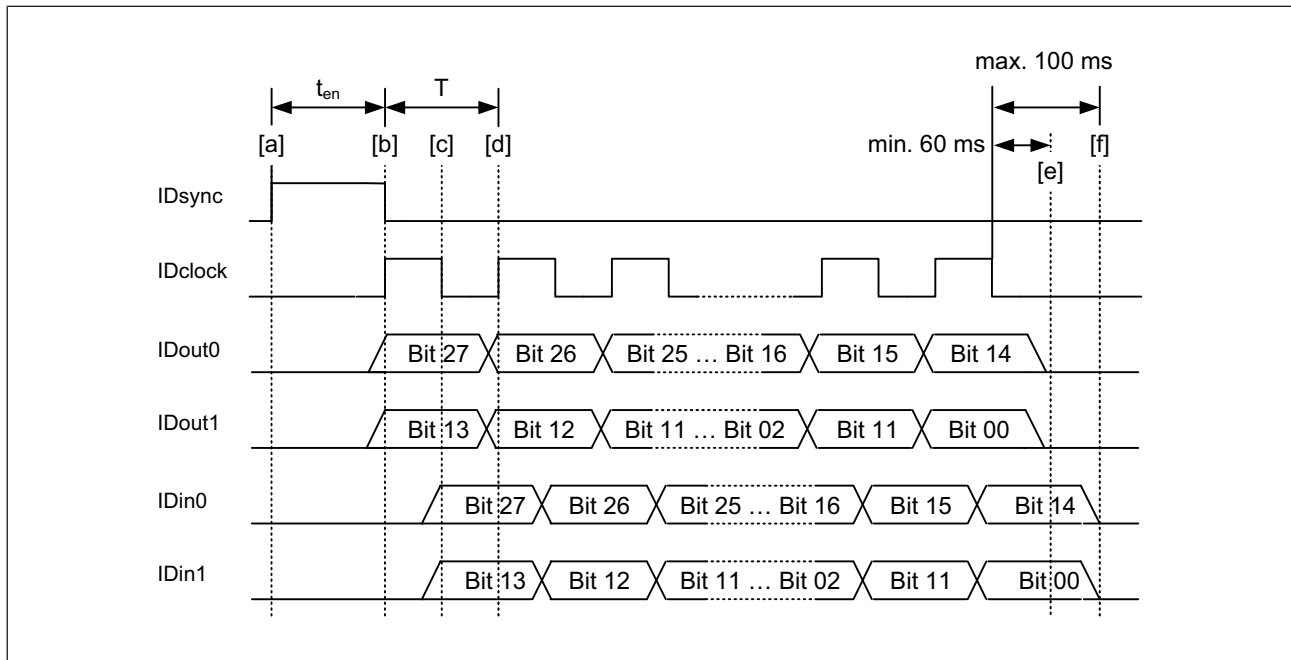 max. 100 ms
t_en T
[a] [b] [c] [d] min. 60 ms [e] [f]
IDsync
IDclock
IDout0 Bit 27 Bit 26 Bit 25 … Bit 16 Bit 15 Bit 14
IDout1 Bit 13 Bit 12 Bit 11 … Bit 02 Bit 11 Bit 00
IDin0 Bit 27 Bit 26 Bit 25 … Bit 16 Bit 15 Bit 14
IDin1 Bit 13 Bit 12 Bit 11 … Bit 02 Bit 11 Bit 00